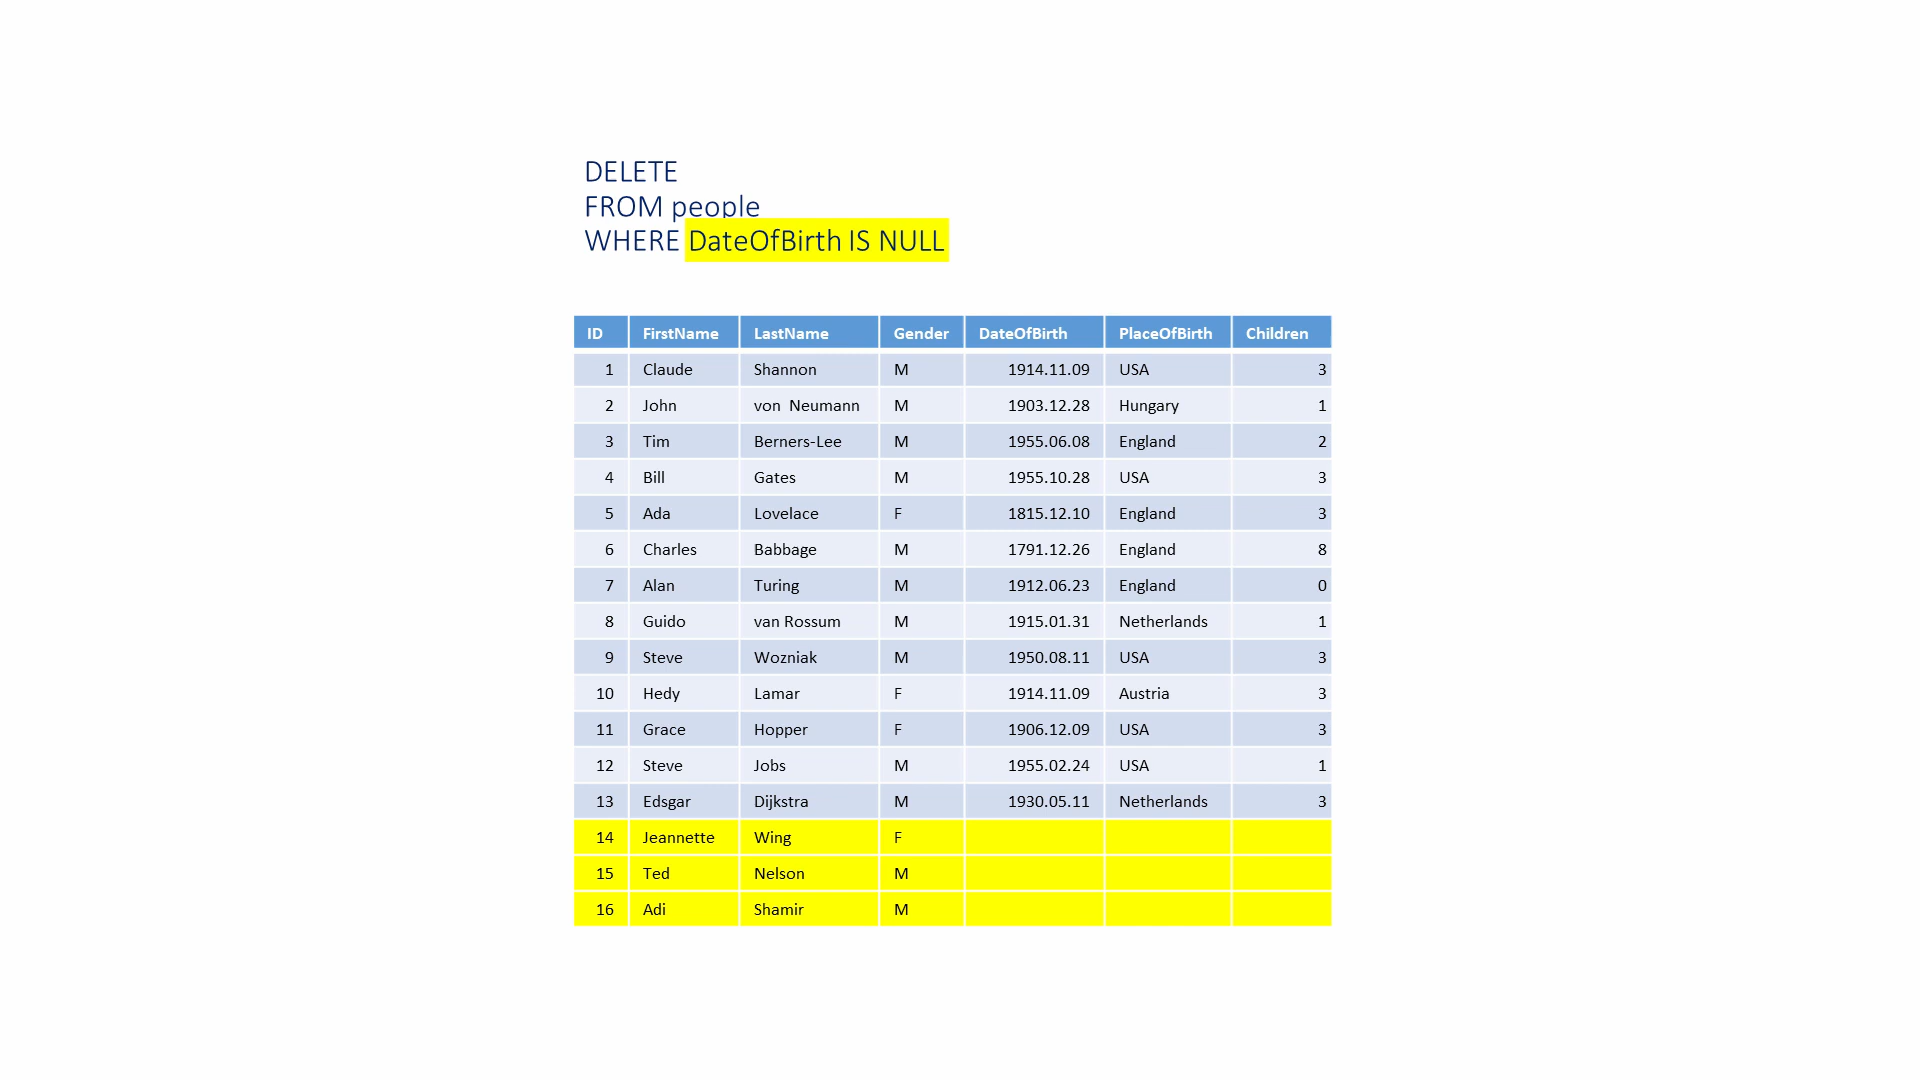 DELETE
FROM people
WHERE DateOfBirth IS NULL
ID FirstName LastName Gender DateOfBirth PlaceOfBirth Children
1 Claude Shannon M 1914.11.09 USA 3
2 John von Neumann M 1903.12.28 Hungary 1
3 Tim Berners-Lee M 1955.06.08 England 2
4 Bill Gates M 1955.10.28 USA 3
5 Ada Lovelace F 1815.12.10 England 3
6 Charles Babbage M 1791.12.26 England 8
7 Alan Turing M 1912.06.23 England 0
8 Guido van Rossum M 1915.01.31 Netherlands 1
9 Steve Wozniak M 1950.08.11 USA 3
10 Hedy Lamar F 1914.11.09 Austria 3
11 Grace Hopper F 1906.12.09 USA 3
12 Steve Jobs M 1955.02.24 USA 1
13 Edsgar Dijkstra M 1930.05.11 Netherlands 3
14 Jeannette Wing F
15 Ted Nelson M
16 Adi Shamir M